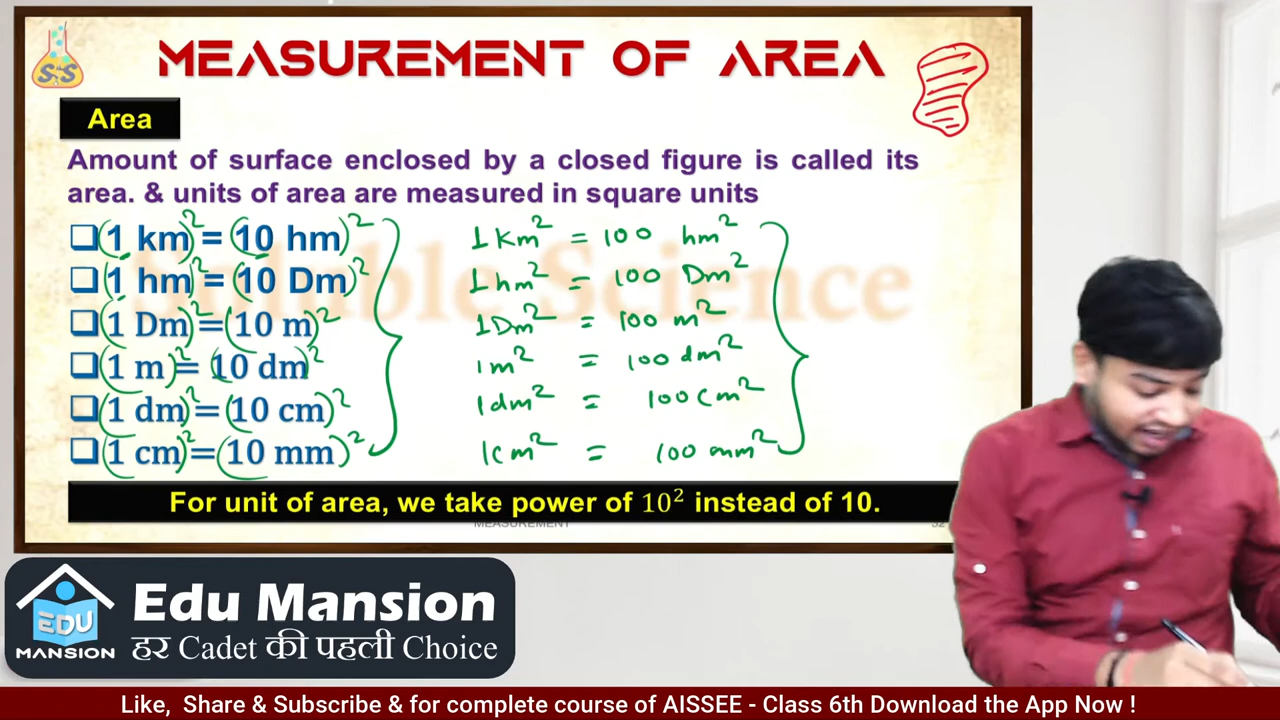 S S
MEASUREMENT OF AREA
Area
Amount of surface enclosed by a closed figure is called its
area. & units of area are measured in square units
(1 km)² = (10 hm)² 1 Km² = 100 hm²
(1 hm)² = (10 Dm)² 1 hm² = 100 Dm²
(1 Dm)² = (10 m)² 1 Dm² = 100 m²
(1 m)² = (10 dm)² 1 m² = 100 dm²
(1 dm)² = (10 cm)² 1 dm² = 100 cm²
(1 cm)² = (10 mm)² 1 cm² = 100 mm²
For unit of area, we take power of 10² instead of 10.
MEASUREMENT 32
EDU
MANSION
Edu Mansion
हर Cadet की पहली Choice
Like, Share & Subscribe & for complete course of AISSEE - Class 6th Download the App Now !